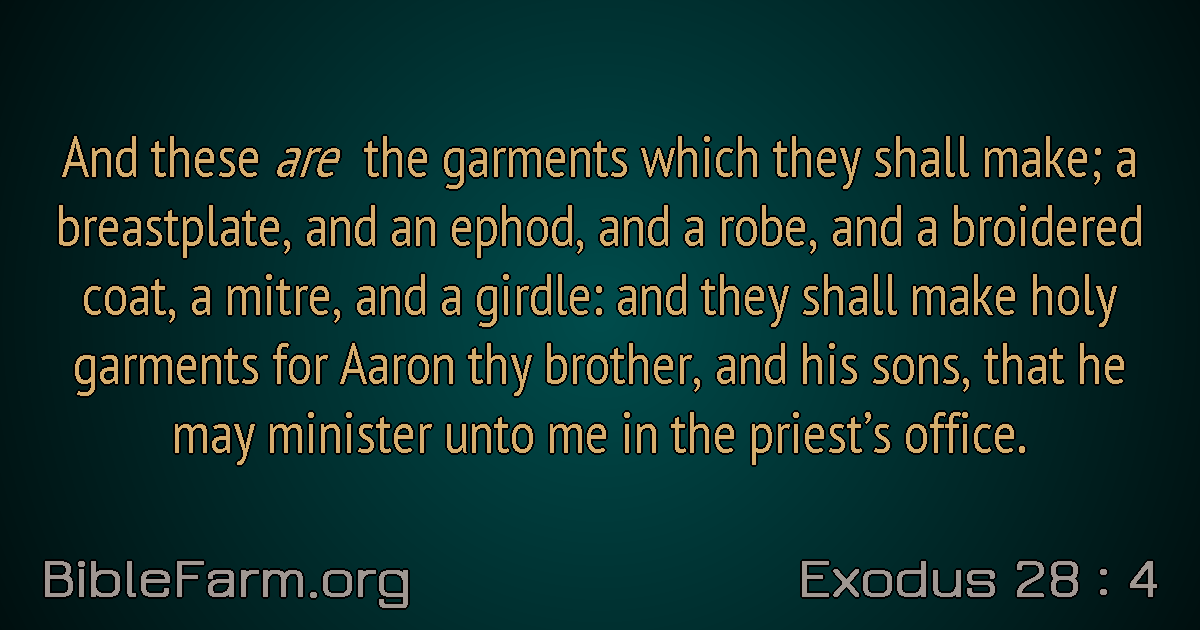 And these are the garments which they shall make; a
breastplate, and an ephod, and a robe, and a broidered
coat, a mitre, and a girdle: and they shall make holy
garments for Aaron thy brother, and his sons, that he
may minister unto me in the priest’s office.
BibleFarm.org
Exodus 28 : 4